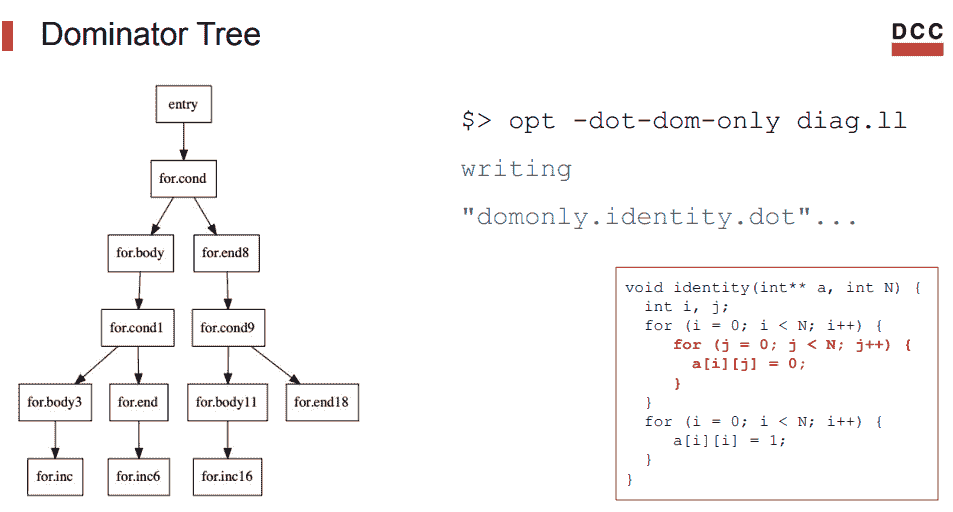 Dominator Tree
DCC
entry
for.cond
for.body
for.end8
for.cond1
for.cond9
for.body3
for.end
for.body11
for.end18
for.inc
for.inc6
for.inc16
$> opt -dot-dom-only diag.ll
writing
"domonly.identity.dot"...
void identity(int** a, int N) {
int i, j;
for (i = 0; i < N; i++) {
for (j = 0; j < N; j++) {
a[i][j] = 0;
}
}
for (i = 0; i < N; i++) {
a[i][i] = 1;
}
}